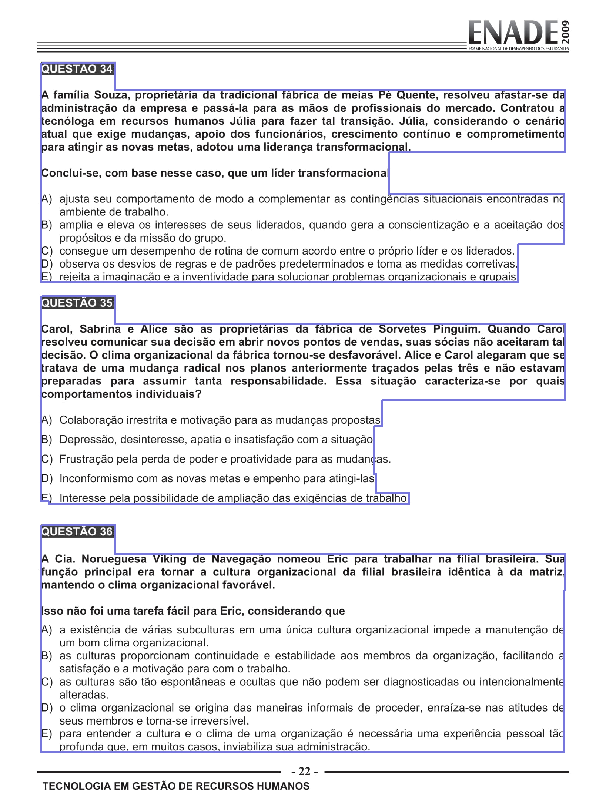 ENADE 2009
EXAME NACIONAL DE DESEMPENHO DOS ESTUDANTES
QUESTÃO 34
A família Souza, proprietária da tradicional fábrica de meias Pé Quente, resolveu afastar-se da
administração da empresa e passá-la para as mãos de profissionais do mercado. Contratou a
tecnóloga em recursos humanos Júlia para fazer tal transição. Júlia, considerando o cenário
atual que exige mudanças, apoio dos funcionários, crescimento contínuo e comprometimento
para atingir as novas metas, adotou uma liderança transformacional.
Conclui-se, com base nesse caso, que um líder transformacional
A) ajusta seu comportamento de modo a complementar as contingências situacionais encontradas no
ambiente de trabalho.
B) amplia e eleva os interesses de seus liderados, quando gera a conscientização e a aceitação dos
propósitos e da missão do grupo.
C) consegue um desempenho de rotina de comum acordo entre o próprio líder e os liderados.
D) observa os desvios de regras e de padrões predeterminados e toma as medidas corretivas.
E) rejeita a imaginação e a inventividade para solucionar problemas organizacionais e grupais.
QUESTÃO 35
Carol, Sabrina e Alice são as proprietárias da fábrica de Sorvetes Pinguim. Quando Carol
resolveu comunicar sua decisão em abrir novos pontos de vendas, suas sócias não aceitaram tal
decisão. O clima organizacional da fábrica tornou-se desfavorável. Alice e Carol alegaram que se
tratava de uma mudança radical nos planos anteriormente traçados pelas três e não estavam
preparadas para assumir tanta responsabilidade. Essa situação caracteriza-se por quais
comportamentos individuais?
A) Colaboração irrestrita e motivação para as mudanças propostas.
B) Depressão, desinteresse, apatia e insatisfação com a situação.
C) Frustração pela perda de poder e proatividade para as mudanças.
D) Inconformismo com as novas metas e empenho para atingi-las.
E) Interesse pela possibilidade de ampliação das exigências de trabalho.
QUESTÃO 36
A Cia. Norueguesa Viking de Navegação nomeou Eric para trabalhar na filial brasileira. Sua
função principal era tornar a cultura organizacional da filial brasileira idêntica à da matriz,
mantendo o clima organizacional favorável.
Isso não foi uma tarefa fácil para Eric, considerando que
A) a existência de várias subculturas em uma única cultura organizacional impede a manutenção de
um bom clima organizacional.
B) as culturas proporcionam continuidade e estabilidade aos membros da organização, facilitando a
satisfação e a motivação para com o trabalho.
C) as culturas são tão espontâneas e ocultas que não podem ser diagnosticadas ou intencionalmente
alteradas.
D) o clima organizacional se origina das maneiras informais de proceder, enraíza-se nas atitudes de
seus membros e torna-se irreversível.
E) para entender a cultura e o clima de uma organização é necessária uma experiência pessoal tão
profunda que, em muitos casos, inviabiliza sua administração.
- 22 -
TECNOLOGIA EM GESTÃO DE RECURSOS HUMANOS